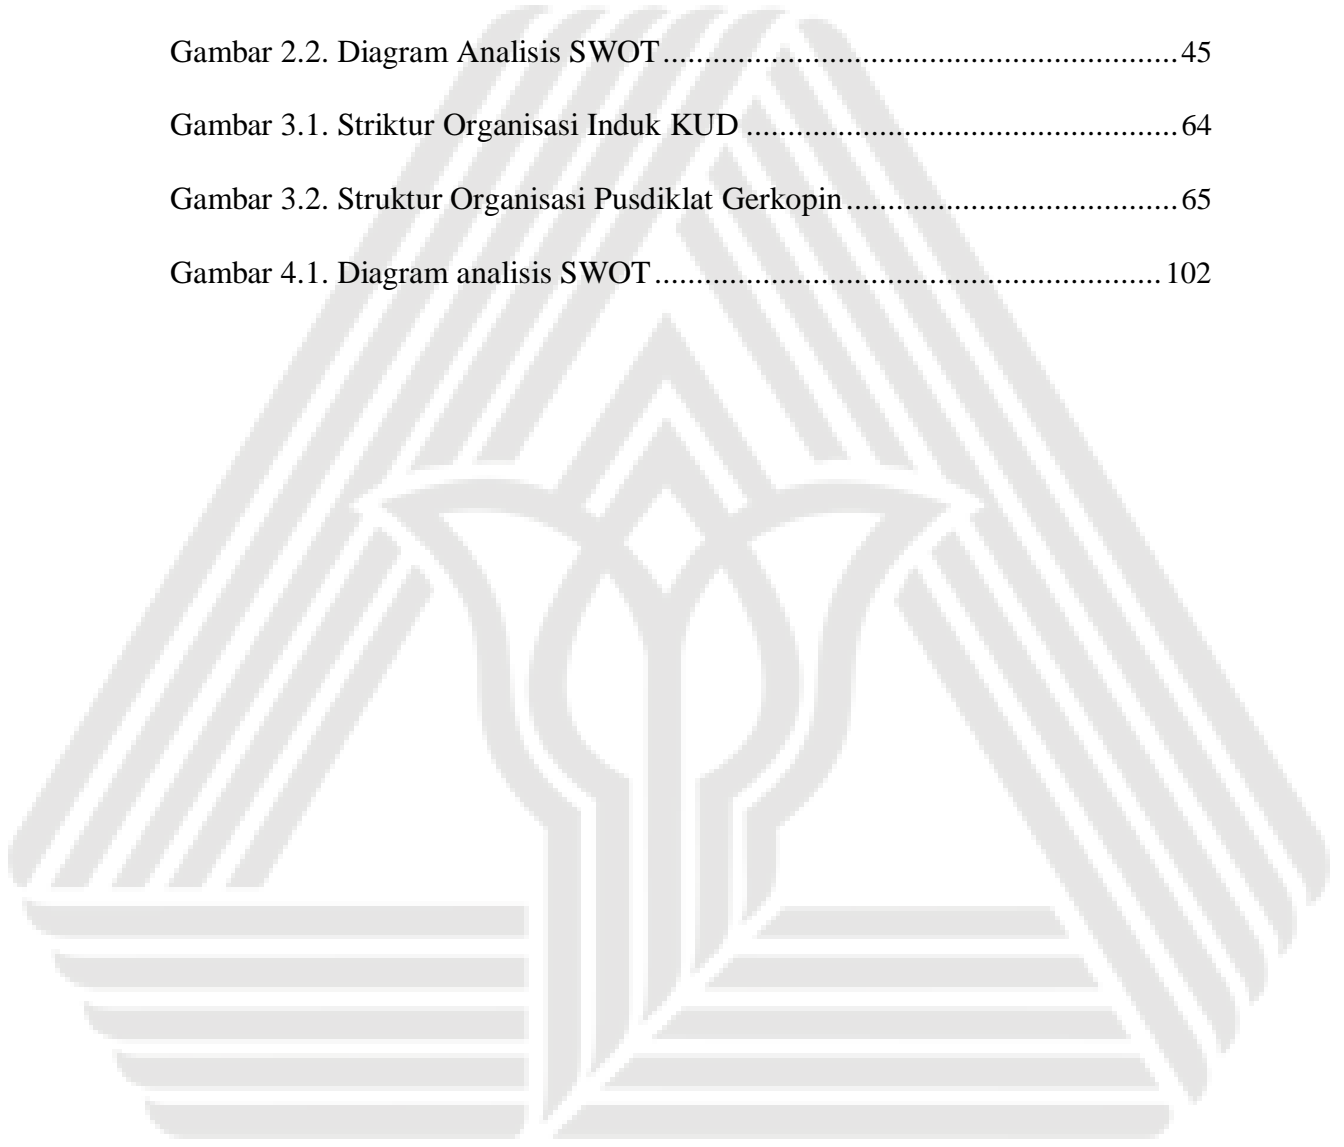 Gambar 2.2. Diagram Analisis SWOT.................................................................45
Gambar 3.1. Striktur Organisasi Induk KUD ......................................................64
Gambar 3.2. Struktur Organisasi Pusdiklat Gerkopin..........................................65
Gambar 4.1. Diagram analisis SWOT................................................................102